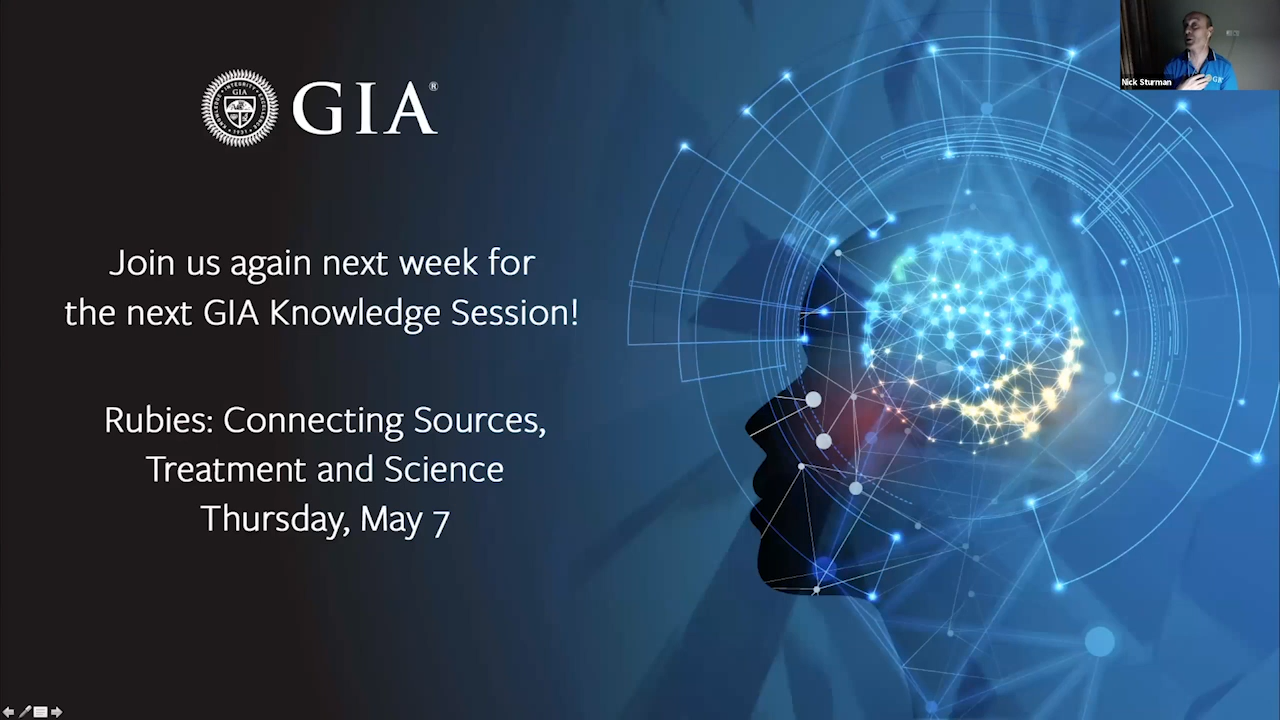 GIA®
Join us again next week for
the next GIA Knowledge Session!
Rubies: Connecting Sources,
Treatment and Science
Thursday, May 7
Nick Sturman